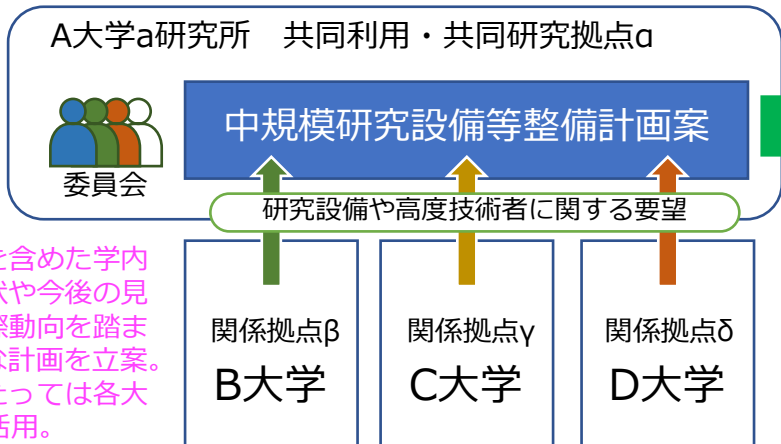 A大学a研究所　共同利用・共同研究拠点α
中規模研究設備等整備計画案
委員会
研究設備や高度技術者に関する要望
を含めた学内
状や今後の見
際動向を踏ま
な計画を立案。
たっては各大
活用。
関係拠点β
B大学
関係拠点γ
C大学
関係拠点δ
D大学